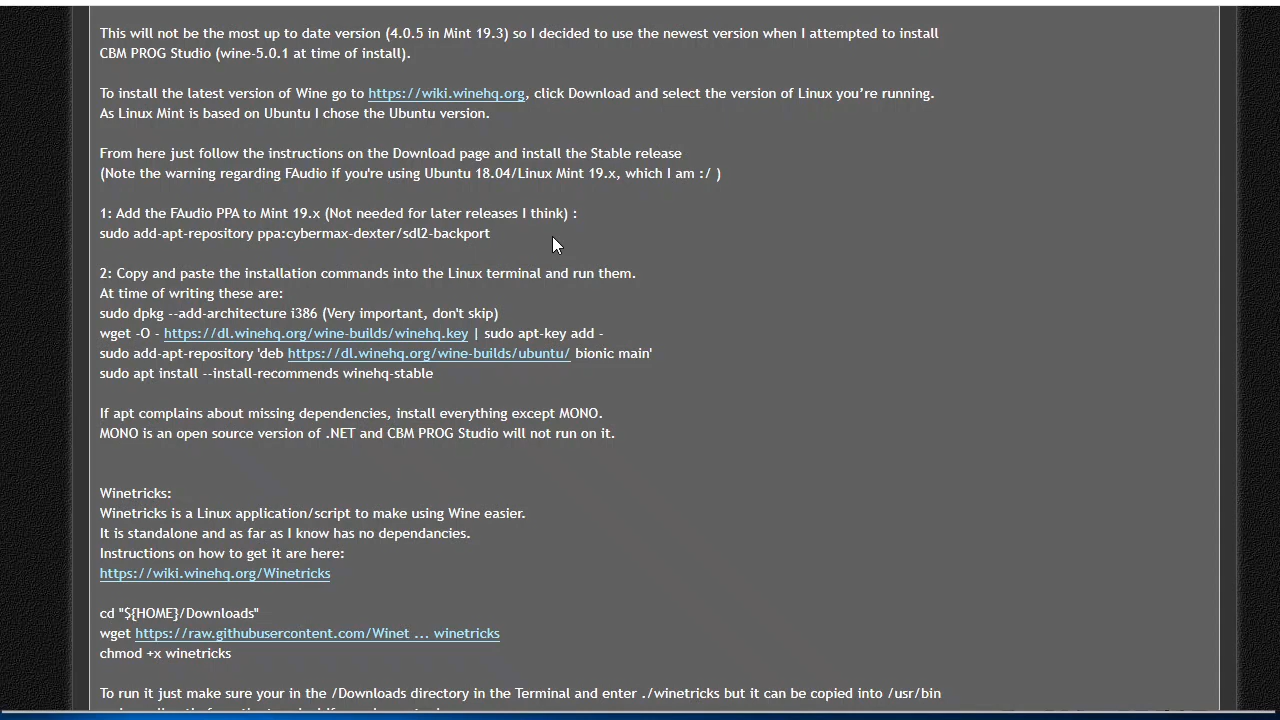 This will not be the most up to date version (4.0.5 in Mint 19.3) so I decided to use the newest version when I attempted to install
CBM PROG Studio (wine-5.0.1 at time of install).
To install the latest version of Wine go to https://wiki.winehq.org, click Download and select the version of Linux you’re running.
As Linux Mint is based on Ubuntu I chose the Ubuntu version.
From here just follow the instructions on the Download page and install the Stable release
(Note the warning regarding FAudio if you're using Ubuntu 18.04/Linux Mint 19.x, which I am :/ )
1: Add the FAudio PPA to Mint 19.x (Not needed for later releases I think) :
sudo add-apt-repository ppa:cybermax-dexter/sdl2-backport
2: Copy and paste the installation commands into the Linux terminal and run them.
At time of writing these are:
sudo dpkg --add-architecture i386 (Very important, don't skip)
wget -O - https://dl.winehq.org/wine-builds/winehq.key | sudo apt-key add -
sudo add-apt-repository 'deb https://dl.winehq.org/wine-builds/ubuntu/ bionic main'
sudo apt install --install-recommends winehq-stable
If apt complains about missing dependencies, install everything except MONO.
MONO is an open source version of .NET and CBM PROG Studio will not run on it.
Winetricks:
Winetricks is a Linux application/script to make using Wine easier.
It is standalone and as far as I know has no dependancies.
Instructions on how to get it are here:
https://wiki.winehq.org/Winetricks
cd "${HOME}/Downloads"
wget https://raw.githubusercontent.com/Winet ... winetricks
chmod +x winetricks
To run it just make sure your in the /Downloads directory in the Terminal and enter ./winetricks but it can be copied into /usr/bin